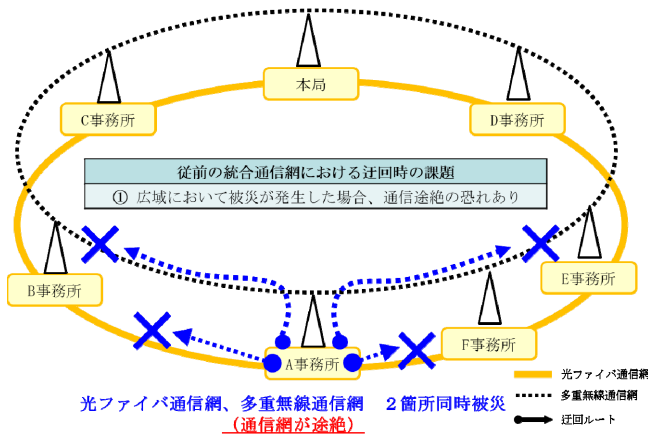 本局
C事務所
D事務所
従前の統合通信網における迂回時の課題
① 広域において被災が発生した場合、通信途絶の恐れあり
B事務所
E事務所
F事務所
A事務所
光ファイバ通信網、多重無線通信網 2箇所同時被災
(通信網が途絶)
光ファイバ通信網
多重無線通信網
迂回ルート